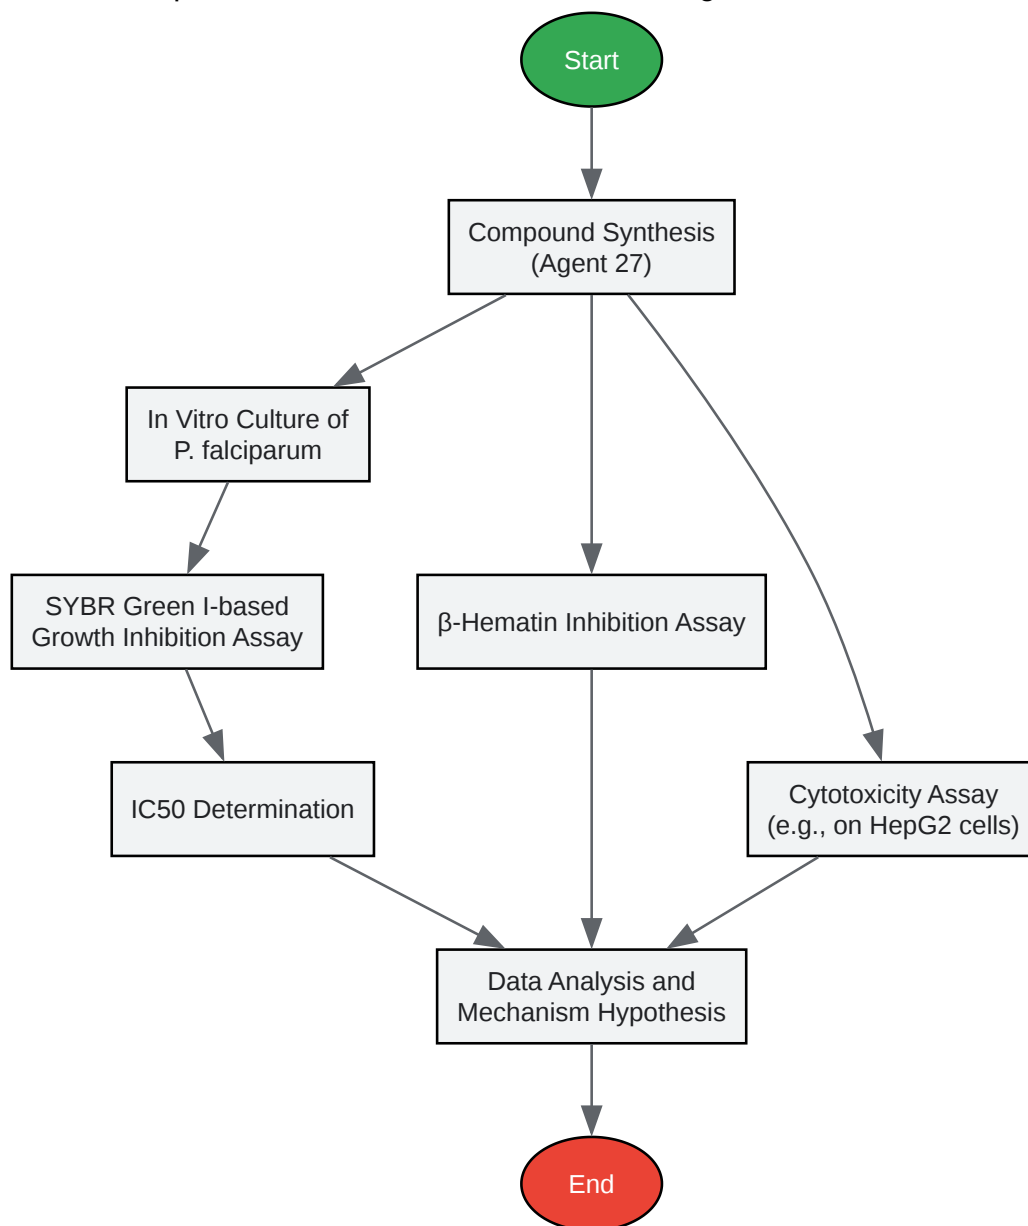 Start
Compound Synthesis
(Agent 27)
In Vitro Culture of
P. falciparum
SYBR Green I-based
Growth Inhibition Assay
β-Hematin Inhibition Assay
IC50 Determination
Cytotoxicity Assay
(e.g., on HepG2 cells)
Data Analysis and
Mechanism Hypothesis
End